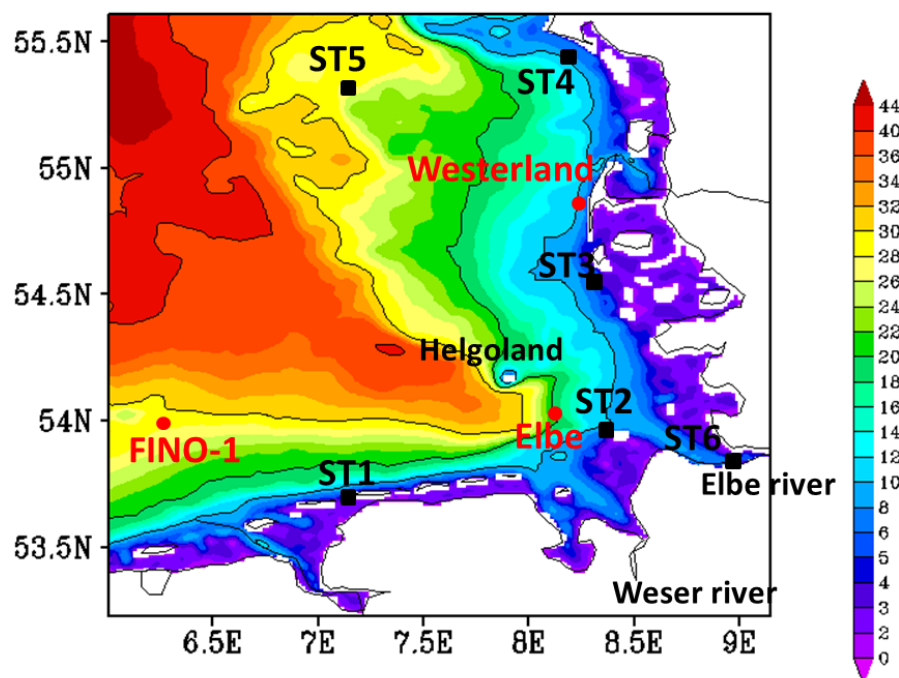 55.5N
ST5
ST4
44
40
36
34
32
30
28
26
24
22
20
18
16
14
12
10
8
6
4
2
3
0
55N
Westerland
54.5N
ST3
Helgoland
54N
FINO-1
Elbe
ST2
ST6
ST1
Elbe river
53.5N
Weser river
6.5E
7E
7.5E
8E
8.5E
9E